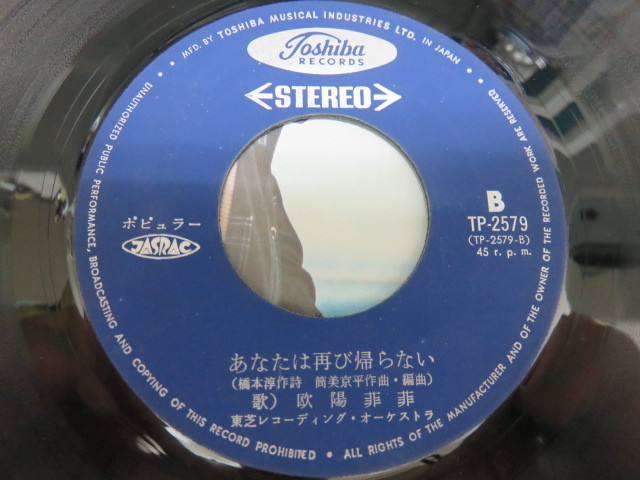 MFD. BY TOSHIBA MUSICAL INDUSTRIES LTD. IN JAPAN •
Toshiba
RECORDS
STEREO
ポピュラー
JASRAC
B
TP-2579
(TP-2579-B)
45 r. p. m.
あなたは再び帰らない
(橋本淳作詩 筒美京平作曲・編曲)
歌) 欧陽菲菲
東芝レコーディング・オーケストラ
UNAUTHORIZED PUBLIC PERFORMANCE, BROADCASTING AND COPYING OF THIS RECORD PROHIBITED • ALL RIGHTS OF THE MANUFACTURER AND OF THE OWNER OF THE RECORDED WORK ARE RESERVED